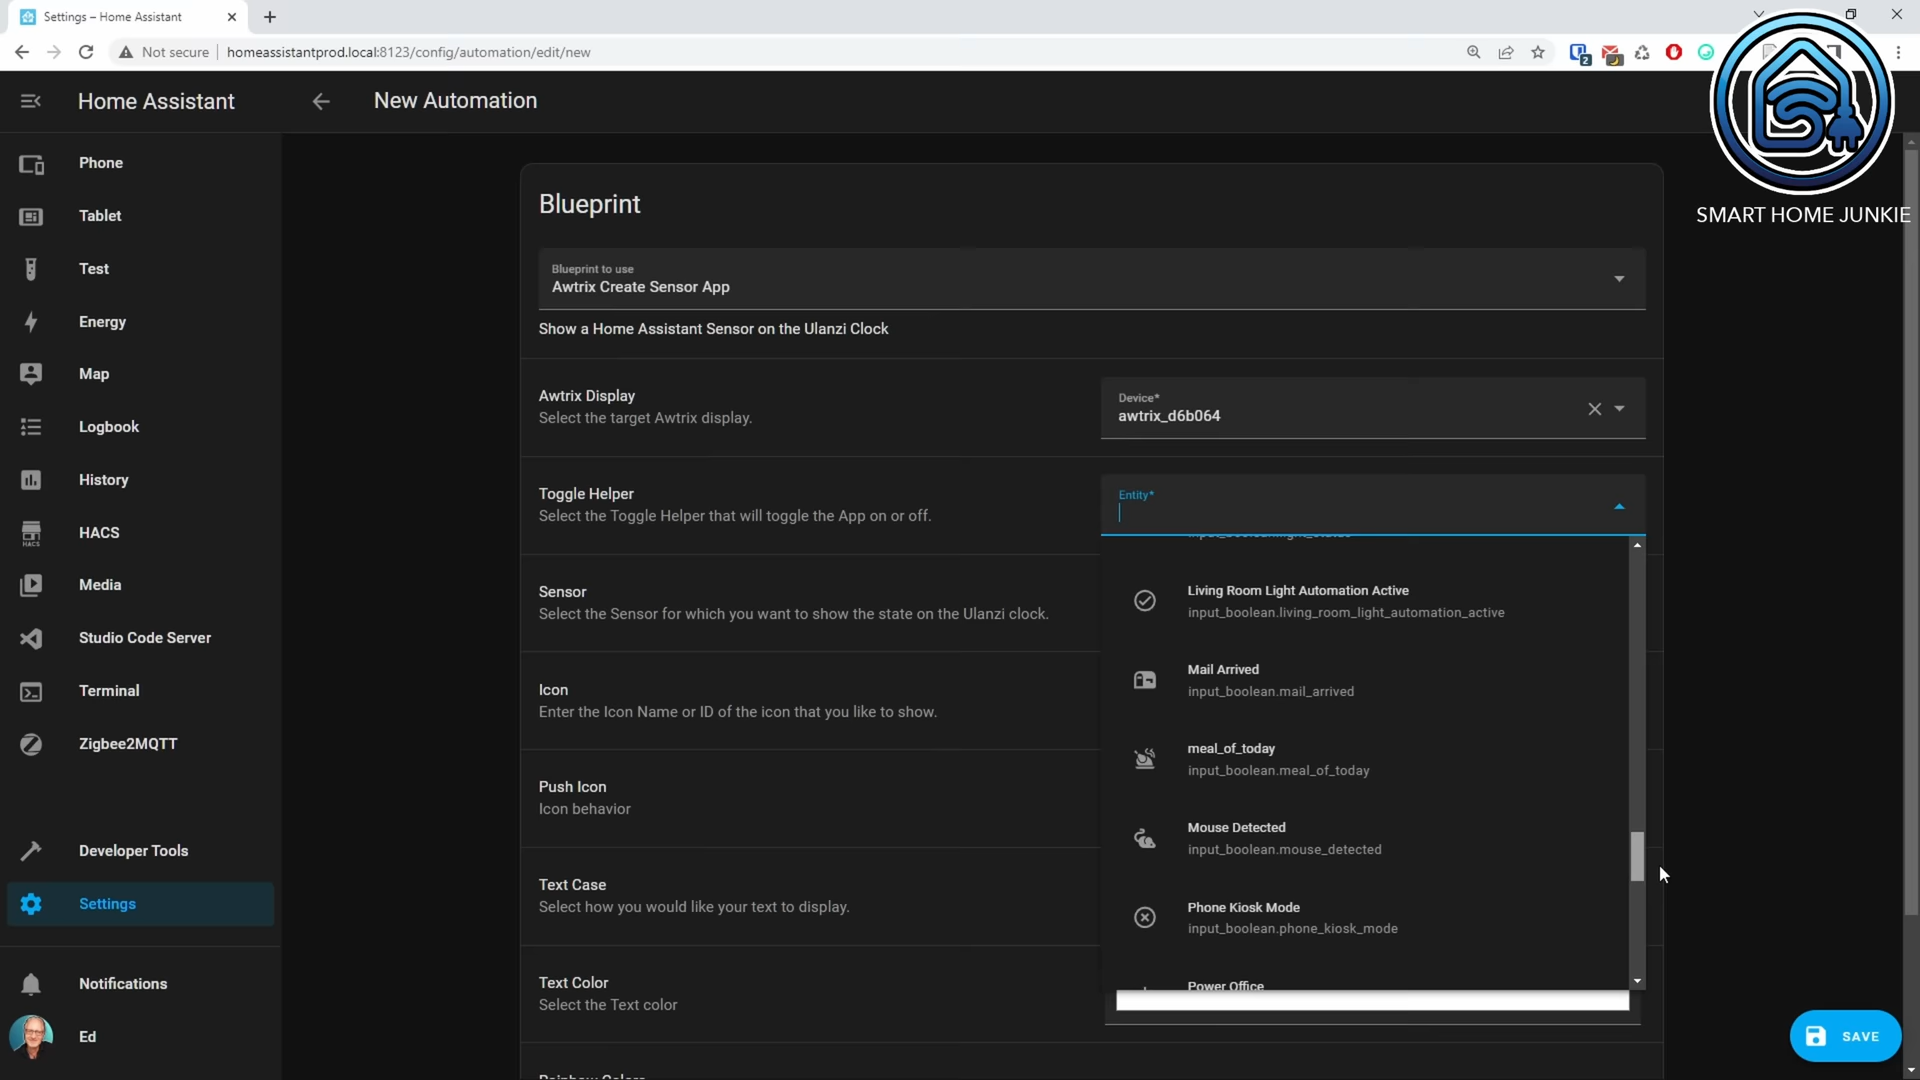 Settings – Home Assistant
Not secure
homeassistantprod.local:8123/config/automation/edit/new
2
Home Assistant
New Automation
SMART HOME JUNKIE
Phone
Tablet
Test
Energy
Map
Logbook
History
HACS
HACS
Media
Studio Code Server
Terminal
Zigbee2MQTT
Developer Tools
Settings
Notifications
Ed
Blueprint
Blueprint to use
Awtrix Create Sensor App
Show a Home Assistant Sensor on the Ulanzi Clock
Awtrix Display
Select the target Awtrix display.
Device*
awtrix_d6b064
Toggle Helper
Select the Toggle Helper that will toggle the App on or off.
Entity*
Sensor
Select the Sensor for which you want to show the state on the Ulanzi clock.
Icon
Enter the Icon Name or ID of the icon that you like to show.
Push Icon
Icon behavior
Text Case
Select how you would like your text to display.
Text Color
Select the Text color
Rainbow Colors
Living Room Light Automation Active
input_boolean.living_room_light_automation_active
Mail Arrived
input_boolean.mail_arrived
meal_of_today
input_boolean.meal_of_today
Mouse Detected
input_boolean.mouse_detected
Phone Kiosk Mode
input_boolean.phone_kiosk_mode
Power Office
SAVE